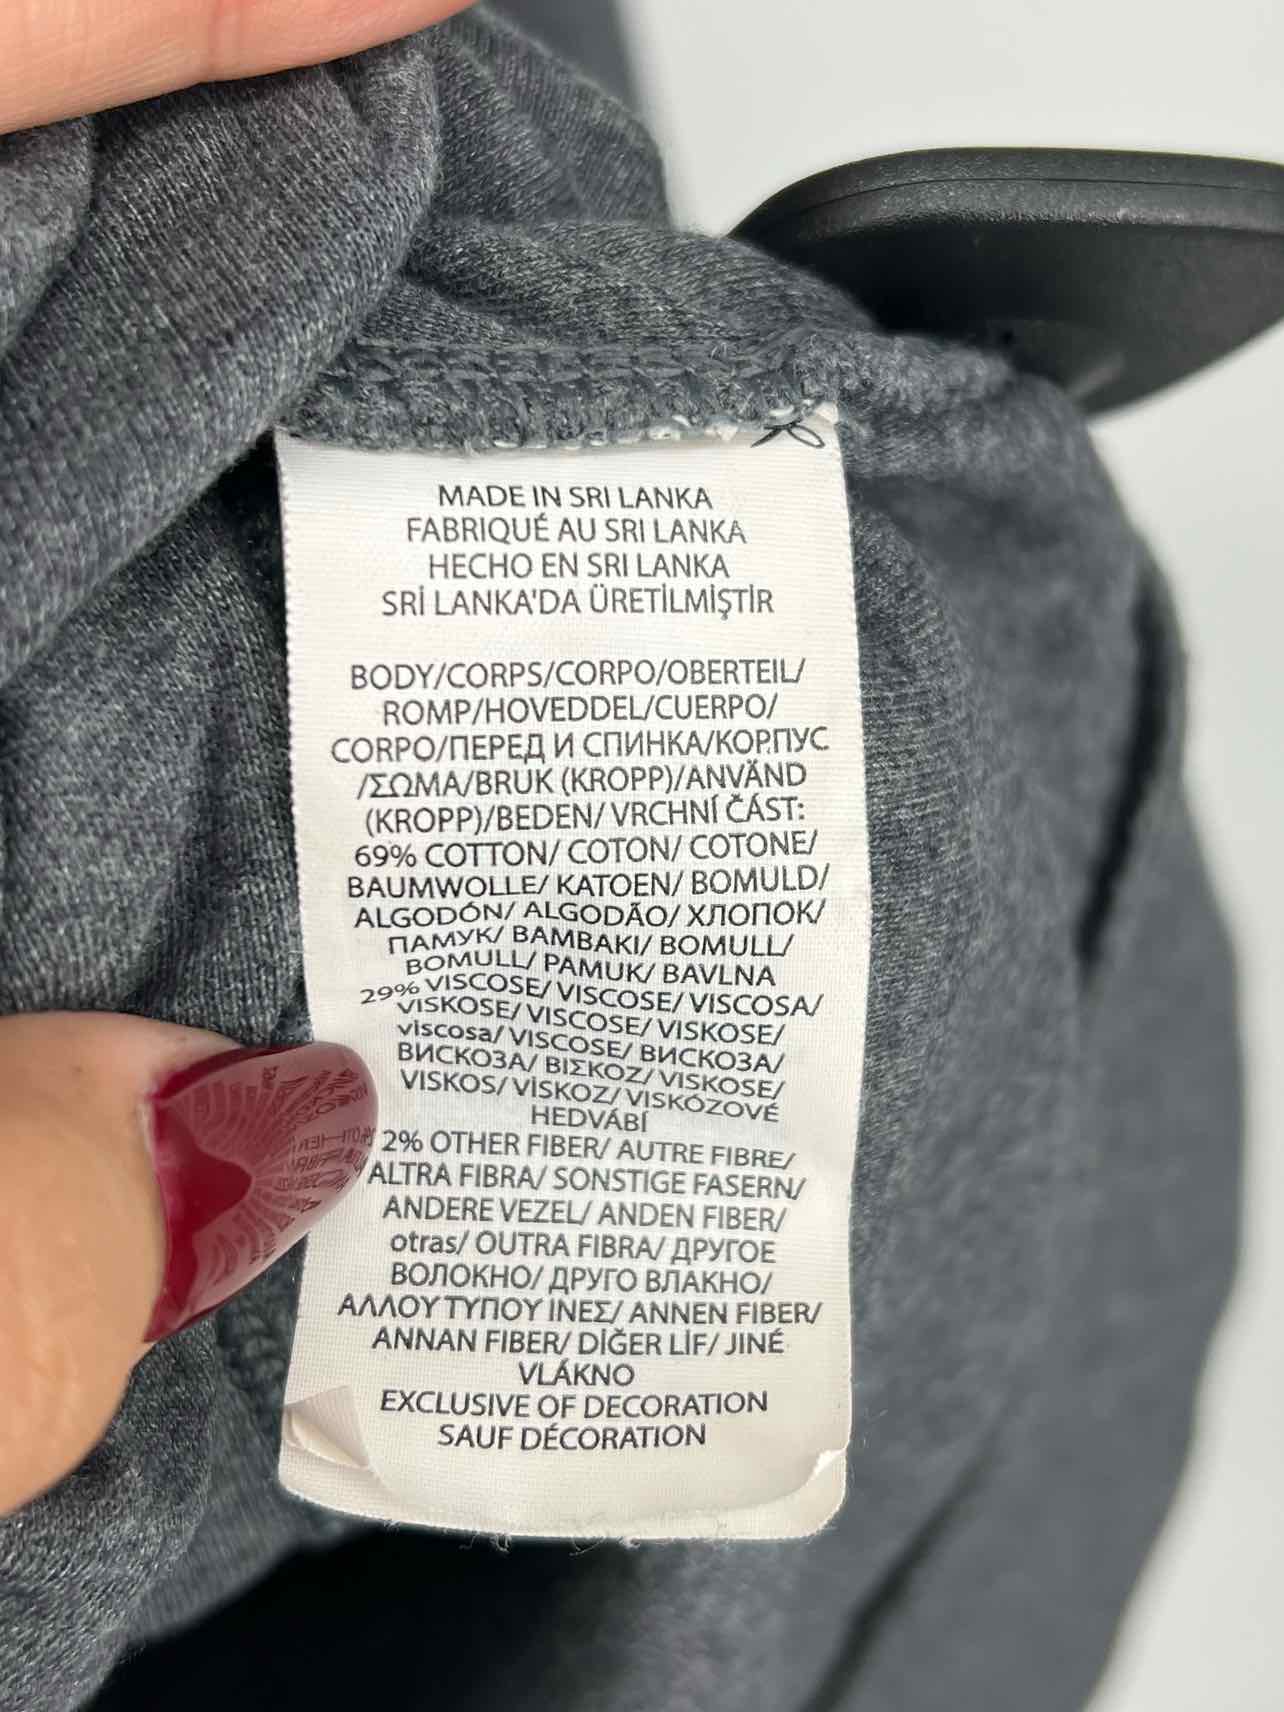 MADE IN SRI LANKA
FABRIQUÉ AU SRI LANKA
HECHO EN SRI LANKA
SRİ LANKA'DA ÜRETİLMİŞTİR
BODY/CORPS/CORPO/OBERTEIL/
ROMP/HOVEDDEL/CUERPO/
CORPO/ПЕРЕД И СПИНКА/КОРПУС
/ΣΩΜΑ/BRUK (KROPP)/ANVÄND
(KROPP)/BEDEN/ VRCHNÍ ČÁST:
69% COTTON/ COTON/ COTONE/
BAUMWOLLE/ KATOEN/ BOMULD/
ALGODÓN/ ALGODÃO/ ХЛОПОК/
ПАМУК/ BAMBAKI/ BOMULL/
BOMULL/ PAMUK/ BAVLNA
29% VISCOSE/ VISCOSE/ VISCOSA/
VISKOSE/ VISCOSE/ VISKOSE/
viscosa/ VISCOSE/ ВИСКОЗА/
ВИСКОЗА/ ΒΙΣΚΟΖ/ VISKOSE/
VISKOS/ VİSKOZ/ VISKÓZOVÉ
HEDVÁBÍ
2% OTHER FIBER/ AUTRE FIBRE/
ALTRA FIBRA/ SONSTIGE FASERN/
ANDERE VEZEL/ ANDEN FIBER/
otras/ OUTRA FIBRA/ ДРУГОЕ
ВОЛОКНО/ ДРУГО ВЛАКНО/
ΑΛΛΟΥ ΤΥΠΟΥ ΙΝΕΣ/ ANNEN FIBER/
ANNAN FIBER/ DİĞER LİF/ JINÉ
VLÁKNO
EXCLUSIVE OF DECORATION
SAUF DÉCORATION